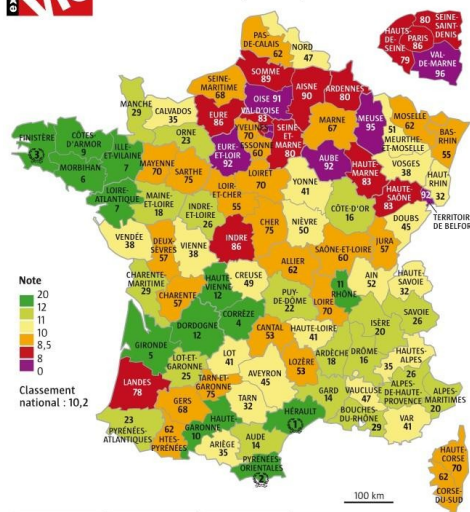 PAS-
DE-CALAIS
62
NORD
47
SOMME
89
SEINE-
MARITIME
68
OISE 91
AISNE
90
ARDENNES
80
80
SEINE-
SAINT-
DENIS
HAUTS-
DE-
SEINE
79
PARIS
86
VAL-
DE-MARNE
96
MANCHE
29
CALVADOS
35
EURE
86
VAL-D'OISE
83
YVELINES
70
ESSONNE
60
SEINE-
ET-
MARNE
80
MARNE
67
MEUSE
95
MOSELLE
62
51
MEURTHE-
ET-MOSELLE
BAS-
RHIN
55
ORNE
23
EURE-
ET-LOIR
92
AUBE
92
HAUTE-
MARNE
83
VOSGES
38
HAUT-
RHIN
32
FINISTÈRE
3
CÔTES-
D'ARMOR
9
MORBIHAN
6
ILLE-
ET-VILAINE
7
MAYENNE
70
SARTHE
75
LOIR-
ET-CHER
55
LOIRET
70
YONNE
41
HAUTE-
SAÔNE
83
92
TERRITOIRE
DE BELFORT
LOIRE-
ATLANTIQUE
7
MAINE-
ET-LOIRE
18
INDRE-
ET-LOIRE
26
CHER
75
NIÈVRE
50
CÔTE-D'OR
16
DOUBS
45
VENDÉE
38
DEUX-
SÈVRES
57
VIENNE
38
INDRE
86
ALLIER
62
SAÔNE-ET-LOIRE
60
JURA
57
CHARENTE-
MARITIME
29
CHARENTE
57
HAUTE-
VIENNE
12
CREUSE
49
PUY-
DE-DÔME
22
LOIRE
70
11
RHÔNE
AIN
52
HAUTE-
SAVOIE
32
SAVOIE
26
ISÈRE
20
Note
20
12
11
10
8,5
8
0
Classement
national : 10,2
GIRONDE
5
DORDOGNE
12
CORRÈZE
4
CANTAL
53
HAUTE-LOIRE
41
ARDÈCHE
18
DRÔME
16
HAUTES-
ALPES
35
26
LANDES
78
LOT-ET-
GARONNE
25
LOT
41
TARN-ET-
GARONNE
75
AVEYRON
45
LOZÈRE
53
GARD
14
VAUCLUSE
47
ALPES-
DE-HAUTE-
PROVENCE
ALPES-
MARITIMES
20
23
PYRÉNÉES-
ATLANTIQUES
GERS
68
62
HTES-
PYRÉNÉES
HAUTE
GARONNE
10
TARN
32
HÉRAULT
1
BOUCHES-
DU-RHÔNE
29
VAR
41
ARIÈGE
35
AUDE
14
PYRÉNÉES-
ORIENTALES
2
HAUTE
CORSE
70
62
CORSE-
DU-SUD
100 km